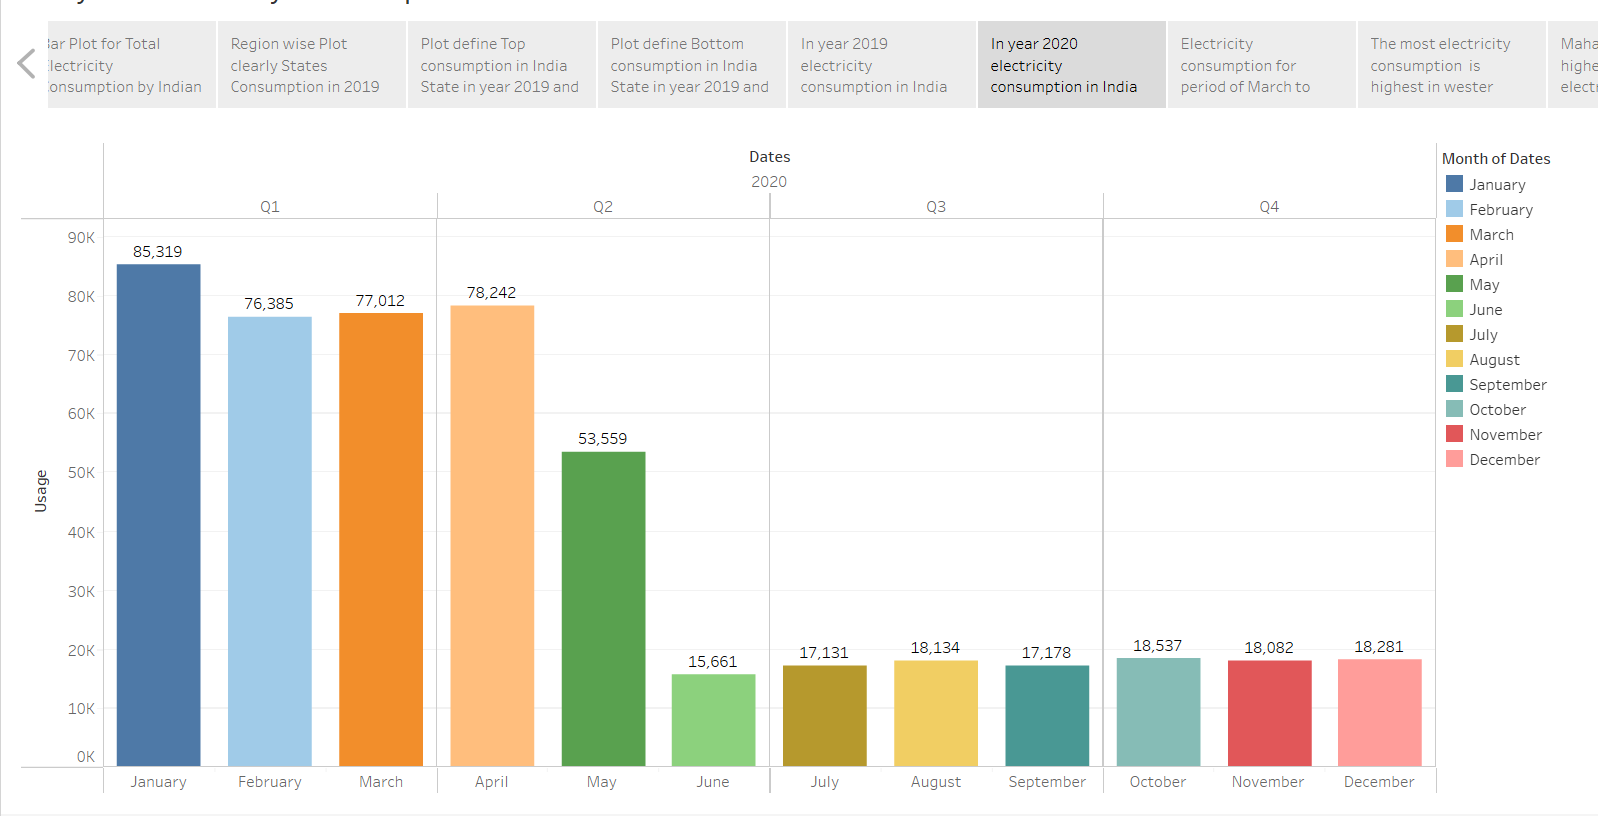 Bar Plot for Total
Electricity
Consumption by Indian
Region wise Plot
clearly States
Consumption in 2019
Plot define Top
consumption in India
State in year 2019 and
Plot define Bottom
consumption in India
State in year 2019 and
In year 2019
electricity
consumption in India
In year 2020
electricity
consumption in India
Electricity
consumption for
period of March to
The most electricity
consumption is
highest in wester
Dates
2020
Q1 Q2 Q3 Q4
Month of Dates
January
February
March
April
May
June
July
August
September
October
November
December
Usage
90K
80K
70K
60K
50K
40K
30K
20K
10K
0K
85,319
76,385
77,012
78,242
53,559
15,661
17,131
18,134
17,178
18,537
18,082
18,281
January February March April May June July August September October November December